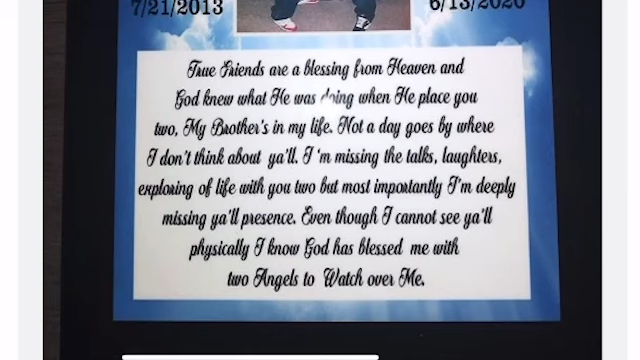 7/21/2013 6/13/2020
True Friends are a blessing from Heaven and
God knew what He was doing when He place you
two, My Brother's in my life. Not a day goes by where
I don't think about ya'll. I 'm missing the talks, laughters,
exploring of life with you two but most importantly I'm deeply
missing ya'll presence. Even though I cannot see ya'll
physically I know God has blessed me with
two Angels to Watch over Me.